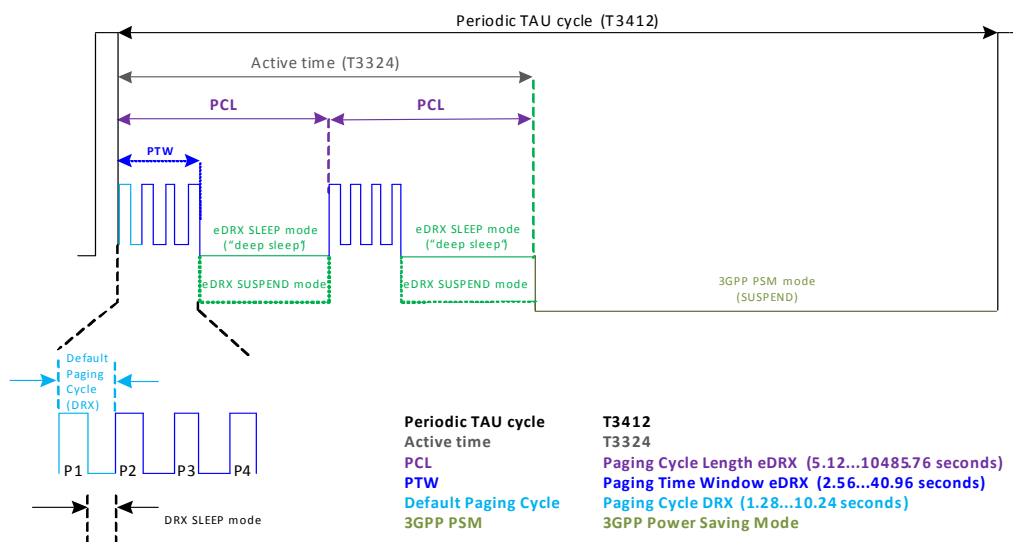 Periodic TAU cycle (T3412)
Active time (T3324)
PCL
PCL
PTW
eDRX SLEEP mode
("deep sleep")
eDRX SLEEP mode
("deep sleep")
eDRX SUSPEND mode
eDRX SUSPEND mode
3GPP PSM mode
(SUSPEND)
Default
Paging
Cycle
(DRX)
P1
P2
P3
P4
DRX SLEEP mode
Periodic TAU cycle T3412
Active time T3324
PCL Paging Cycle Length eDRX (5.12...10485.76 seconds)
PTW Paging Time Window eDRX (2.56...40.96 seconds)
Default Paging Cycle Paging Cycle DRX (1.28...10.24 seconds)
3GPP PSM 3GPP Power Saving Mode